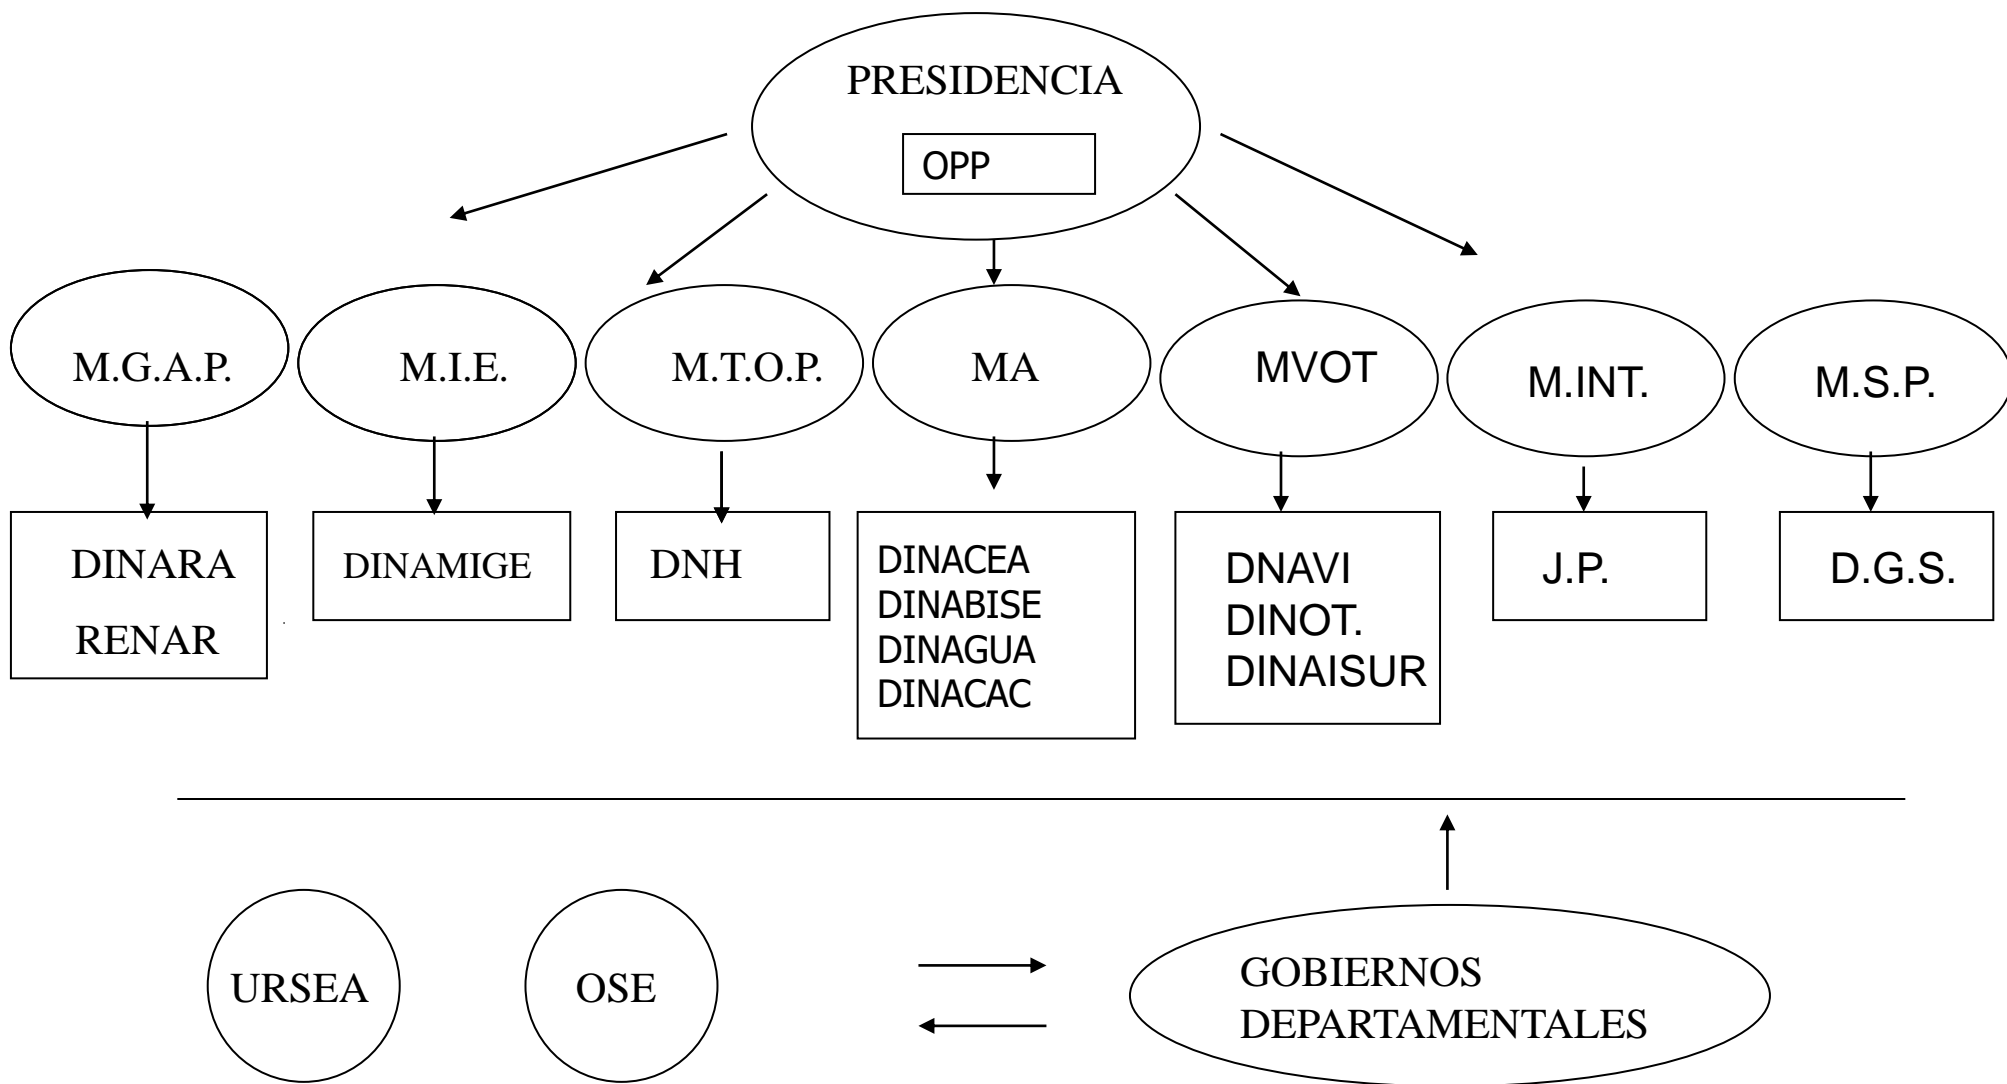 PRESIDENCIA
OPP
M.G.A.P.
M.I.E.
M.T.O.P.
MA
MVOT
M.INT.
M.S.P.
DINARA
RENAR
DINAMIGE
DNH
DINACEA
DINABISE
DINAGUA
DINACAC
DNAVI
DINOT.
DINAISUR
J.P.
D.G.S.
URSEA
OSE
GOBIERNOS
DEPARTAMENTALES